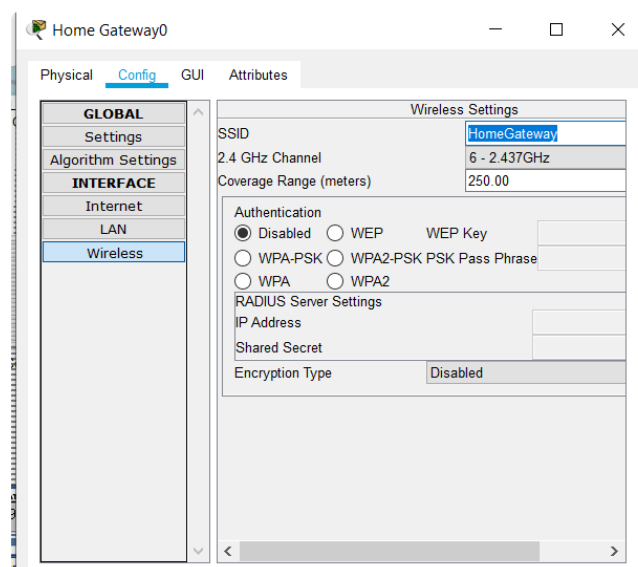 Home Gateway0
Physical Config GUI Attributes
GLOBAL
Settings
Algorithm Settings
INTERFACE
Internet
LAN
Wireless
Wireless Settings
SSID HomeGateway
2.4 GHz Channel 6 - 2.437GHz
Coverage Range (meters) 250.00
Authentication
Disabled WEP WEP Key
WPA-PSK WPA2-PSK PSK Pass Phrase
WPA WPA2
RADIUS Server Settings
IP Address
Shared Secret
Encryption Type Disabled